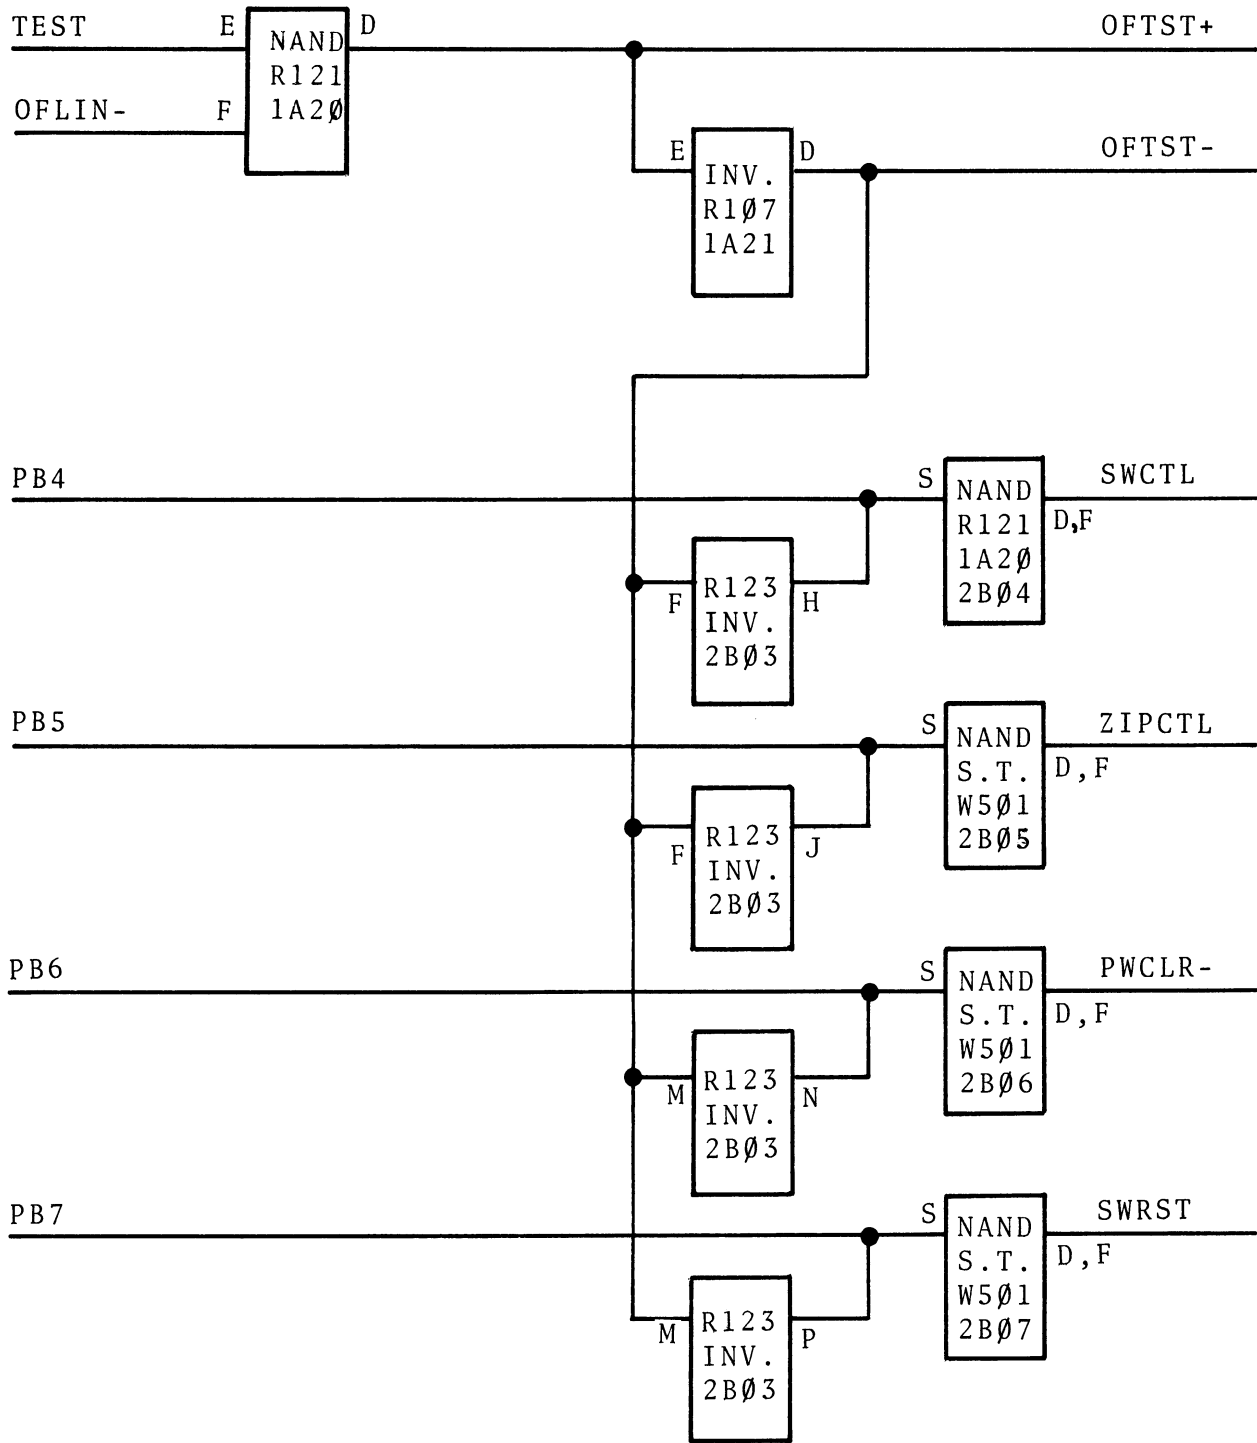 TEST
E
D
OFTST+
NAND
R121
1A2Ø
OFLIN-
F
E
D
OFTST-
INV.
R1Ø7
1A21
PB4
S
SWCTL
NAND
R121
1A2Ø
2BØ4
D,F
F
H
R123
INV.
2BØ3
PB5
S
ZIPCTL
NAND
S.T.
W5Ø1
2BØ5
D,F
F
J
R123
INV.
2BØ3
PB6
S
PWCLR-
NAND
S.T.
W5Ø1
2BØ6
D,F
M
N
R123
INV.
2BØ3
PB7
S
SWRST
NAND
S.T.
W5Ø1
2BØ7
D,F
M
P
R123
INV.
2BØ3